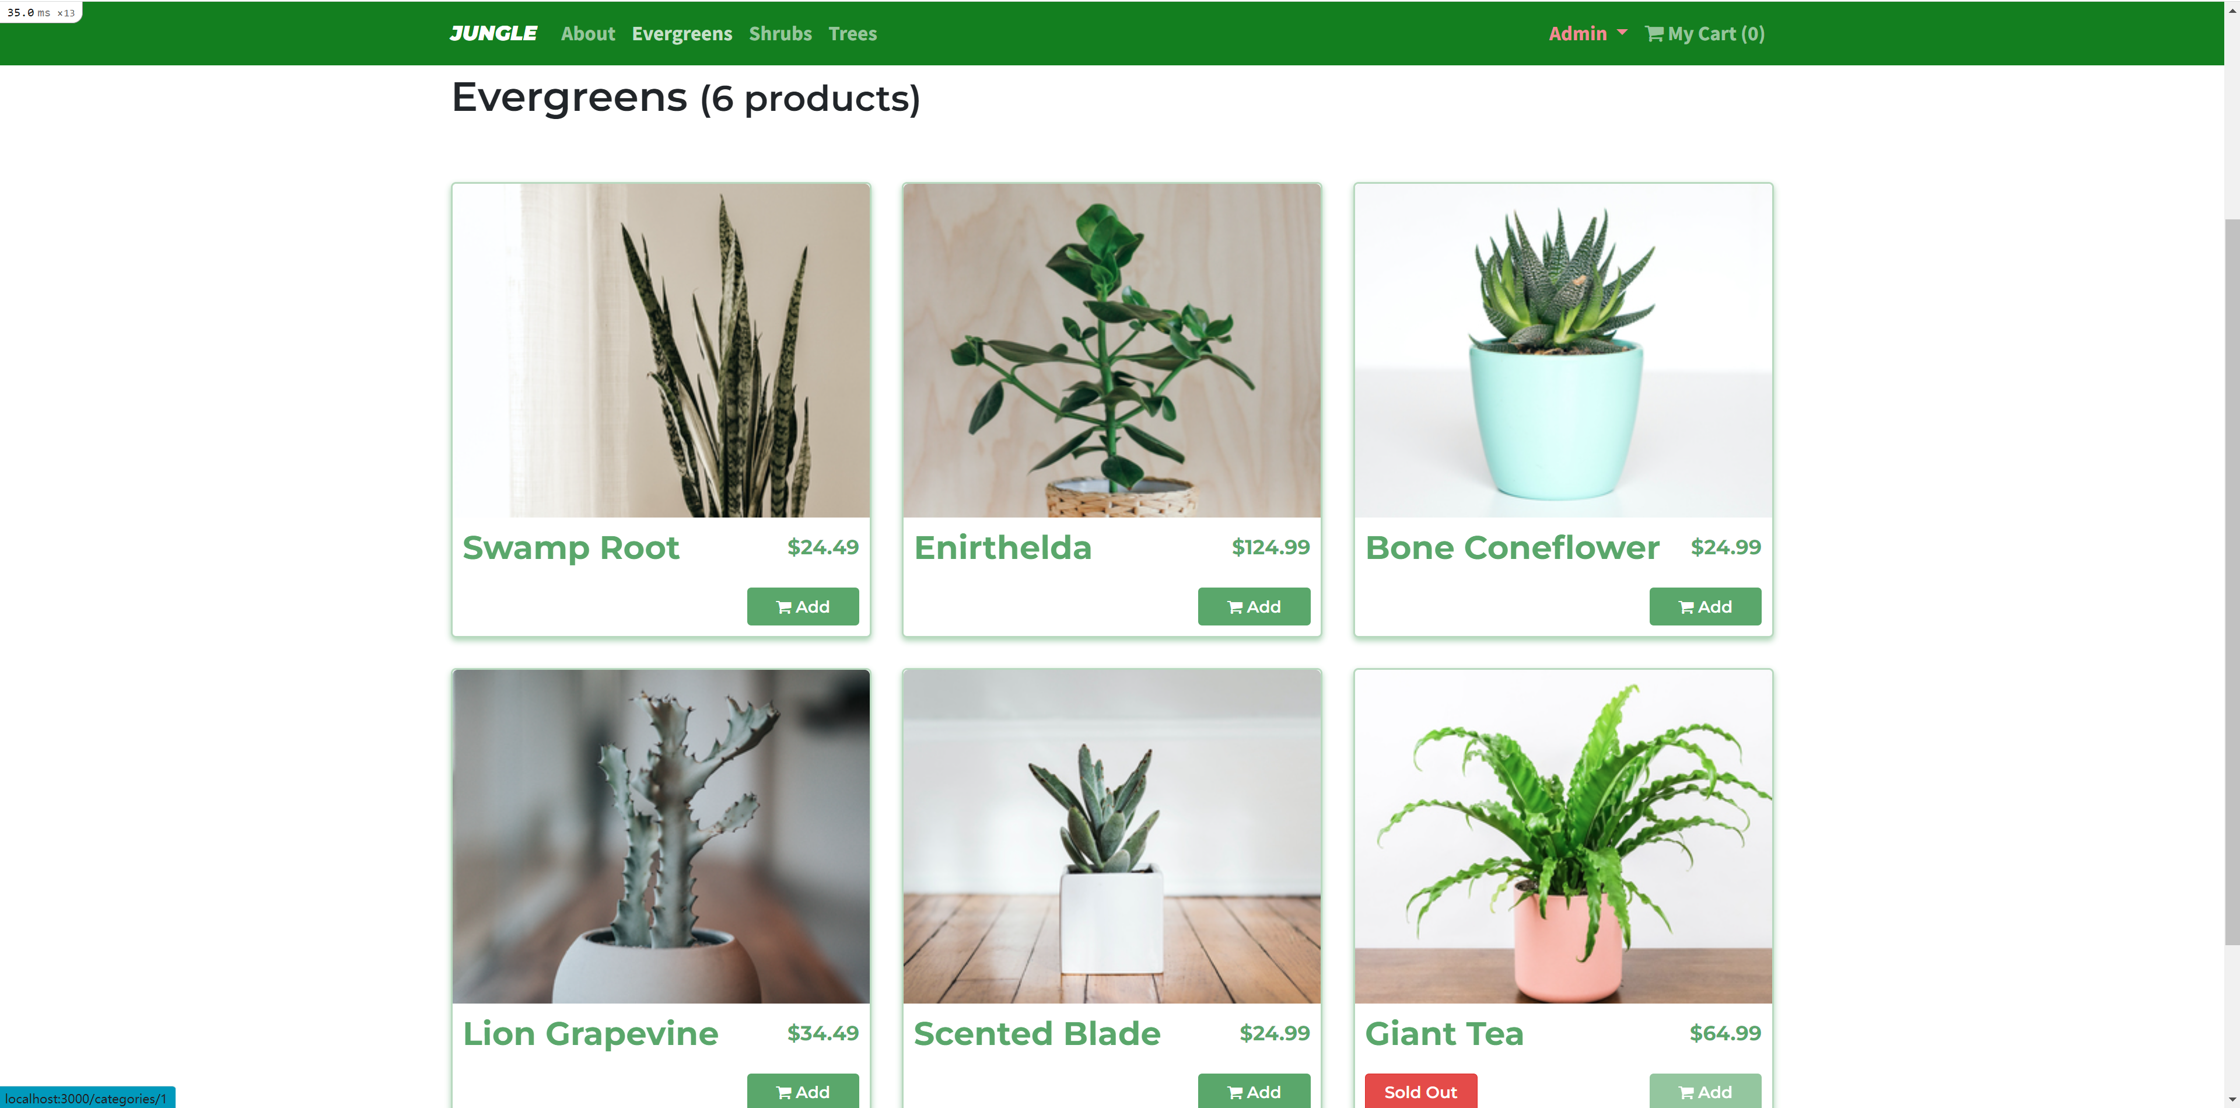 35.0 ms ×13
JUNGLE About Evergreens Shrubs Trees Admin My Cart (0)
Evergreens (6 products)
Swamp Root $24.49
Add
Enirthelda $124.99
Add
Bone Coneflower $24.99
Add
Lion Grapevine $34.49
Add
Scented Blade $24.99
Add
Giant Tea $64.99
Sold Out Add
localhost:3000/categories/1